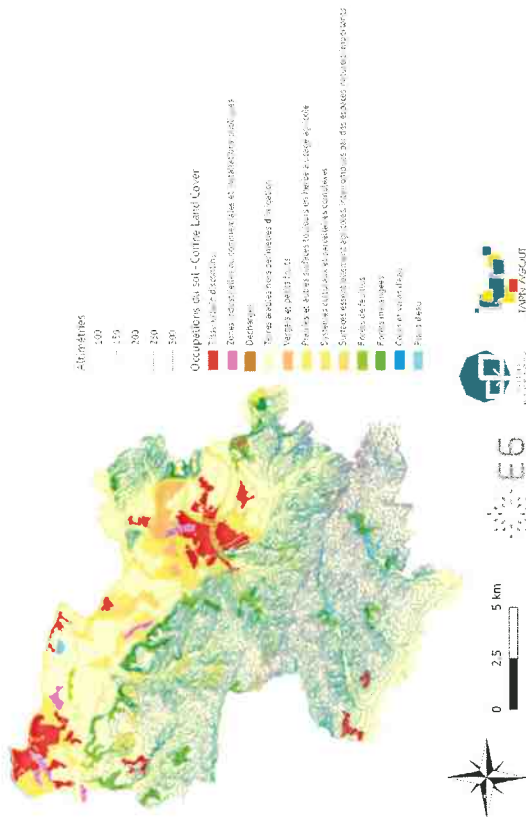 Altimétries
100
150
200
250
300
Occupations du sol - Corine Land Cover
Tissu urbain discontinu
Zones industrielles ou commerciales et installations publiques
Décharges
Terres arables hors périmètres d'irrigation
Vergers et petits fruits
Prairies et autres surfaces toujours en herbe à usage agricole
Systèmes culturaux et parcellaires complexes
Surfaces essentiellement agricoles, interrompues par des espaces naturels importants
Forêts de feuillus
Forêts mélangées
Cours et voies d'eau
Plans d'eau
0 2,5 5 km
E6
TARN-AGOUT